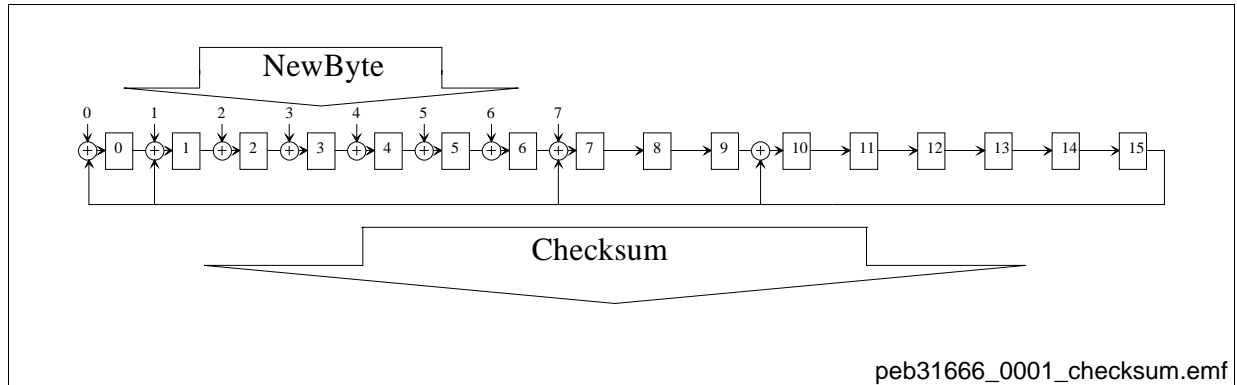 NewByte
0 1 2 3 4 5 6 7
0 1 2 3 4 5 6 7 8 9 10 11 12 13 14 15
Checksum
peb31666_0001_checksum.emf